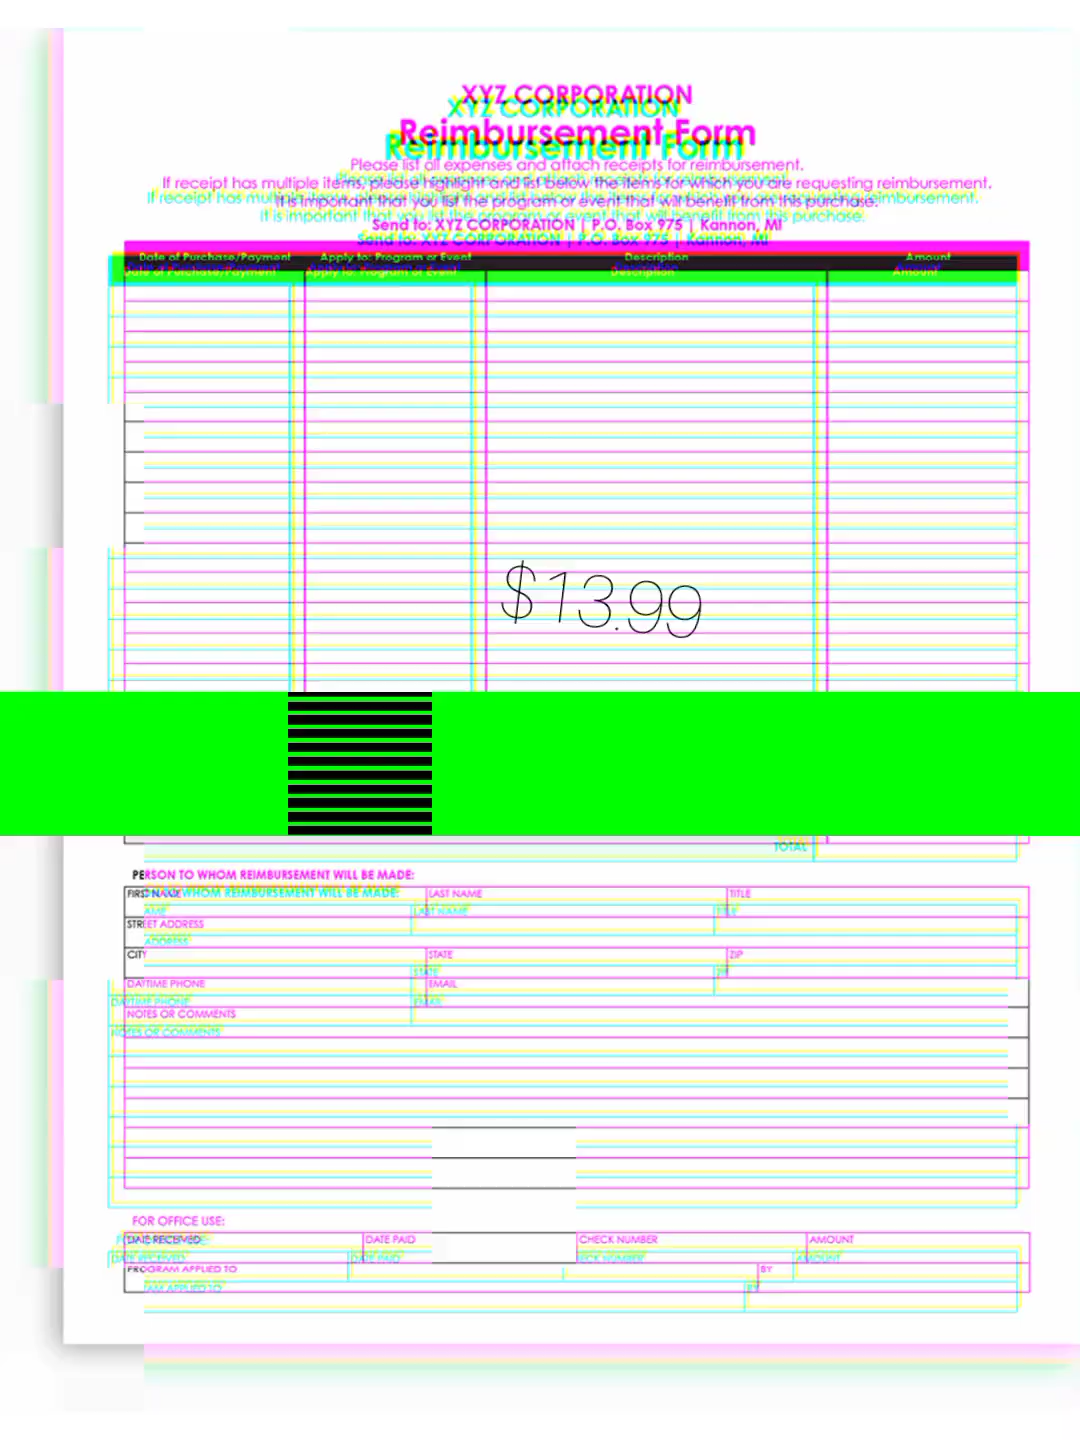 XYZ CORPORATION
Reimbursement Form
Please list all expenses and attach receipts for reimbursement.
If receipt has multiple items, please highlight and list below the items for which you are requesting reimbursement.
It is important that you list the program or event that will benefit from this purchase.
Send to: XYZ CORPORATION | P.O. Box 975 | Kannon, MI
Date of Purchase/Payment Apply to: Program or Event Description Amount
$13.99
TOTAL
PERSON TO WHOM REIMBURSEMENT WILL BE MADE:
FIRST NAME LAST NAME TITLE
STREET ADDRESS
CITY STATE ZIP
DAYTIME PHONE EMAIL
NOTES OR COMMENTS
FOR OFFICE USE:
DATE RECEIVED DATE PAID CHECK NUMBER AMOUNT
PROGRAM APPLIED TO BY